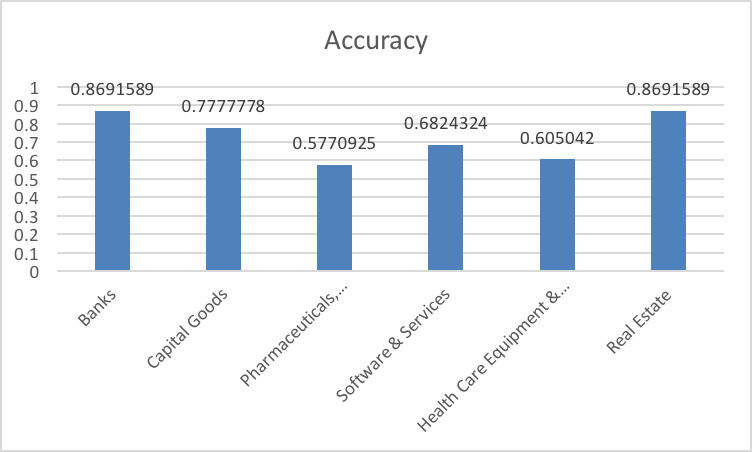 Accuracy
1
0.9
0.8
0.7
0.6
0.5
0.4
0.3
0.2
0.1
0
0.8691589
0.7777778
0.5770925
0.6824324
0.605042
0.8691589
Banks
Capital Goods
Pharmaceuticals,...
Software & Services
Health Care Equipment &...
Real Estate